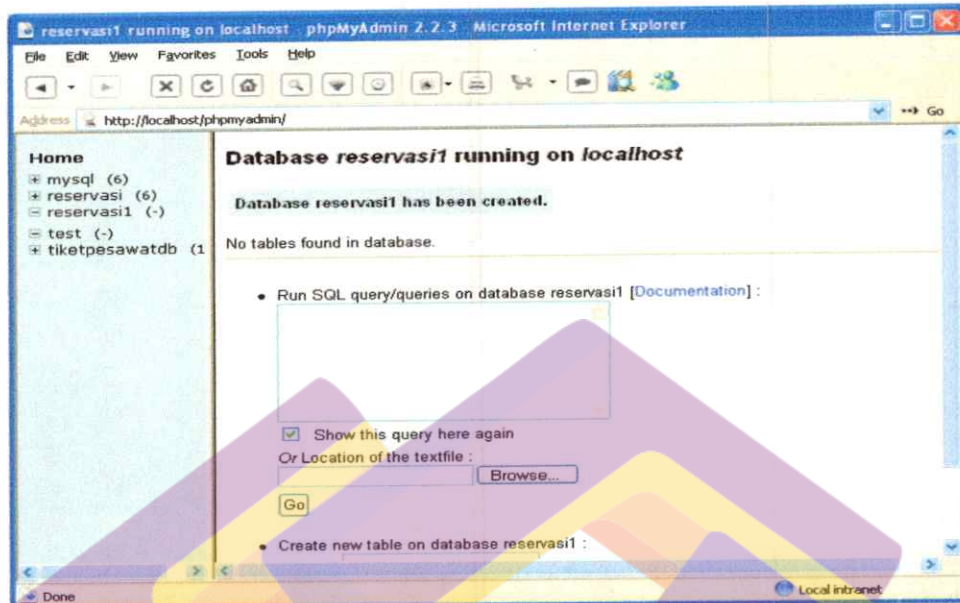 reservasi1 running on localhost phpMyAdmin 2.2.3 Microsoft Internet Explorer
File Edit View Favorites Tools Help
Address http://localhost/phpmyadmin/ Go
Home
mysql (6)
reservasi (6)
reservasi1 (-)
test (-)
tiketpesawatdb (1
Database reservasi1 running on localhost
Database reservasi1 has been created.
No tables found in database.
Run SQL query/queries on database reservasi1 [Documentation] :
Show this query here again
Or Location of the textfile :
Browse...
Go
Create new table on database reservasi1 :
Done
Local intranet